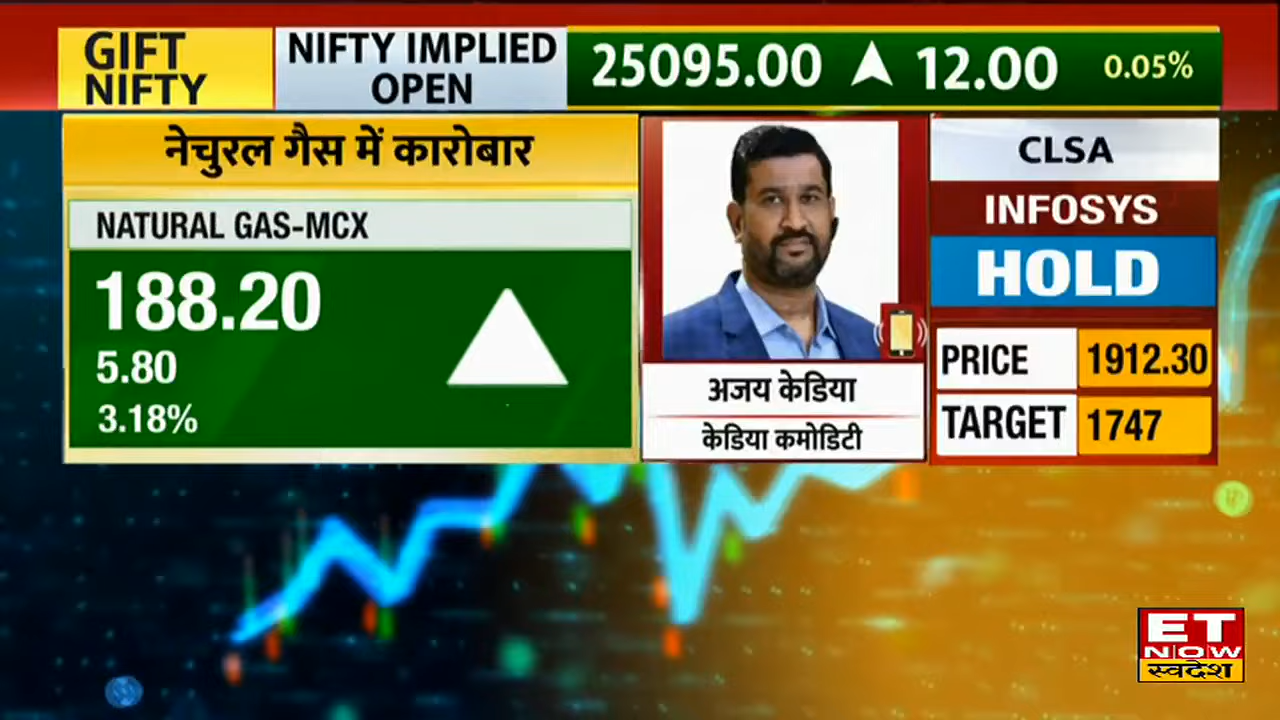 GIFT
NIFTY
NIFTY IMPLIED
OPEN
25095.00 12.00 0.05%
नेचुरल गैस में कारोबार
NATURAL GAS-MCX
188.20
5.80
3.18%
अजय केडिया
केडिया कमोडिटी
CLSA
INFOSYS
HOLD
PRICE 1912.30
TARGET 1747
ET
NOW
स्वदेश